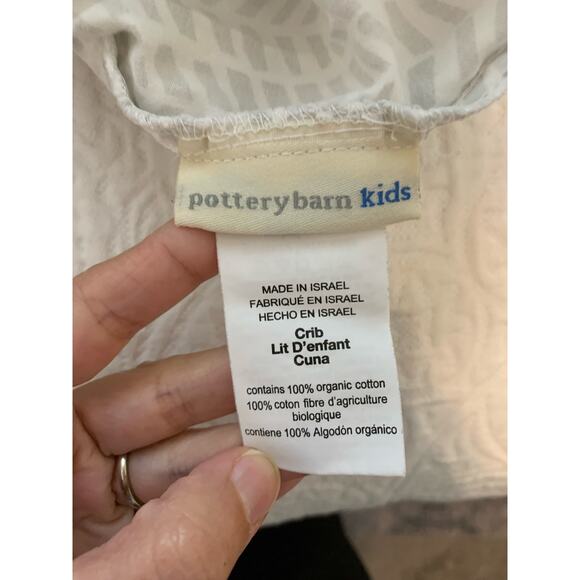 potterybarn kids
MADE IN ISRAEL
FABRIQUÉ EN ISRAEL
HECHO EN ISRAEL
Crib
Lit D'enfant
Cuna
contains 100% organic cotton
100% coton fibre d'agriculture
biologique
contiene 100% Algodón orgánico